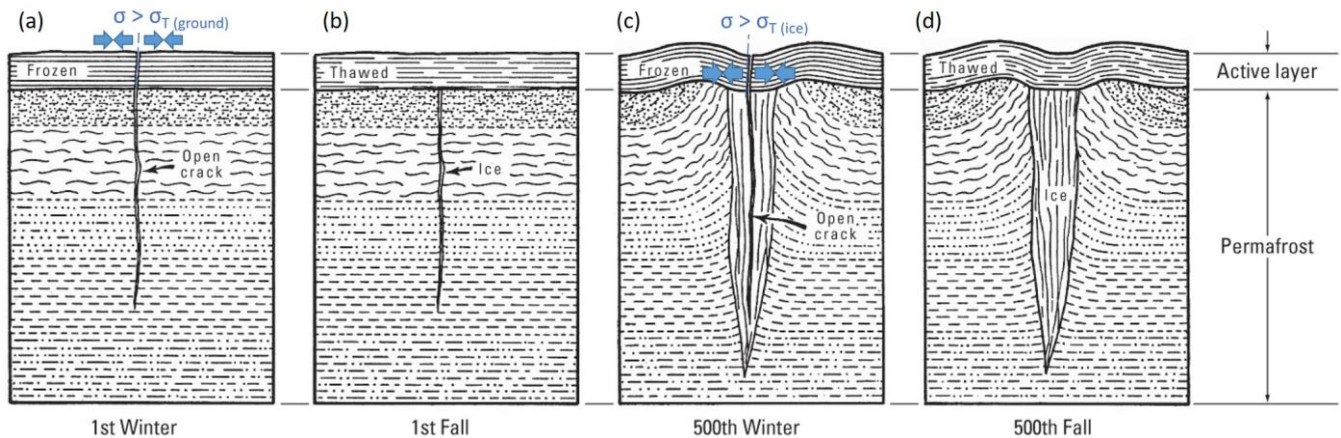 (a)
σ > σT (ground)
Frozen
Open
crack
1st Winter
(b)
Thawed
Ice
1st Fall
(c)
σ > σT (ice)
Frozen
Open
crack
500th Winter
(d)
Thawed
Ice
500th Fall
Active layer
Permafrost